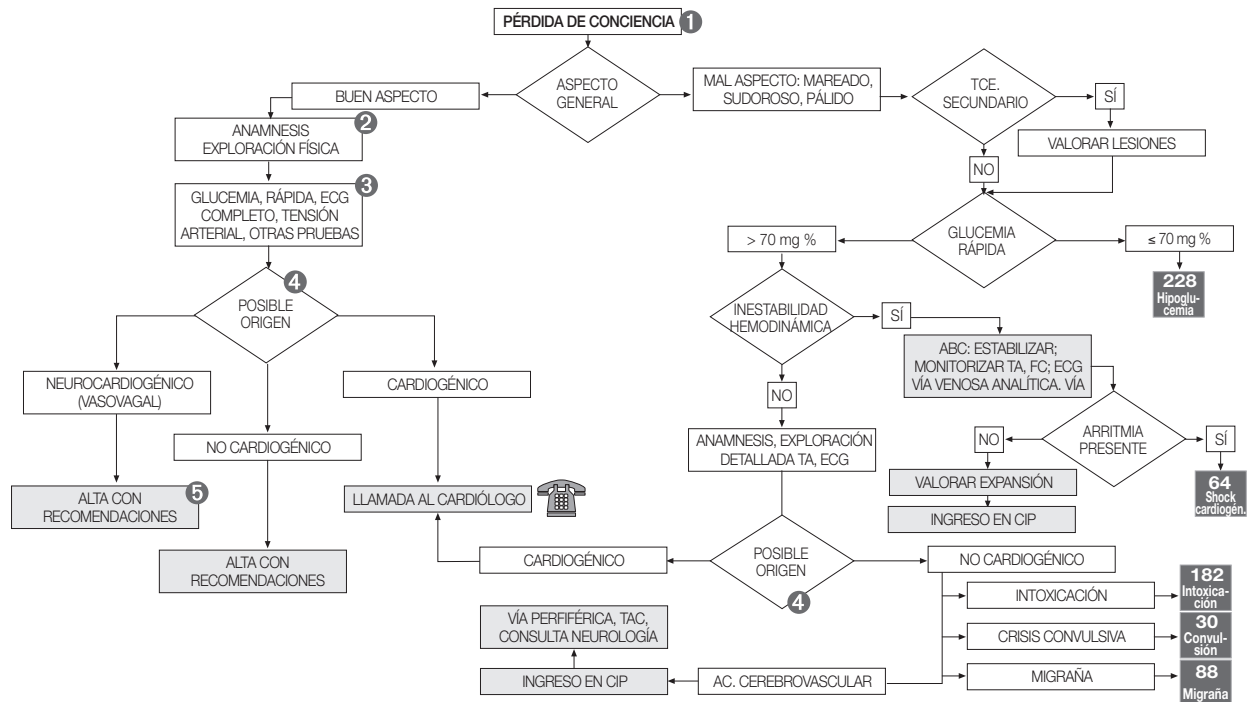 PÉRDIDA DE CONCIENCIA 1
ASPECTO
GENERAL
BUEN ASPECTO
MAL ASPECTO: MAREADO,
SUDOROSO, PÁLIDO
TCE.
SECUNDARIO
SÍ
VALORAR LESIONES
NO
2
ANAMNESIS
EXPLORACIÓN FÍSICA
3
GLUCEMIA, RÁPIDA, ECG
COMPLETO, TENSIÓN
ARTERIAL, OTRAS PRUEBAS
GLUCEMIA
RÁPIDA
> 70 mg %
≤ 70 mg %
228
Hipoglu-
cemia
4
POSIBLE
ORIGEN
INESTABILIDAD
HEMODINÁMICA
SÍ
ABC: ESTABILIZAR;
MONITORIZAR TA, FC; ECG
VÍA VENOSA ANALÍTICA. VÍA
NEUROCARDIOGÉNICO
(VASOVAGAL)
CARDIOGÉNICO
NO
NO CARDIOGÉNICO
ANAMNESIS, EXPLORACIÓN
DETALLADA TA, ECG
NO
ARRITMIA
PRESENTE
SÍ
5
ALTA CON
RECOMENDACIONES
LLAMADA AL CARDIÓLOGO
VALORAR EXPANSIÓN
64
Shock
cardiogén.
INGRESO EN CIP
ALTA CON
RECOMENDACIONES
CARDIOGÉNICO
POSIBLE
ORIGEN
4
NO CARDIOGÉNICO
INTOXICACIÓN
182
Intoxica-
ción
VÍA PERFIFÉRICA, TAC,
CONSULTA NEUROLOGÍA
CRISIS CONVULSIVA
30
Convul-
sión
INGRESO EN CIP
AC. CEREBROVASCULAR
MIGRAÑA
88
Migraña